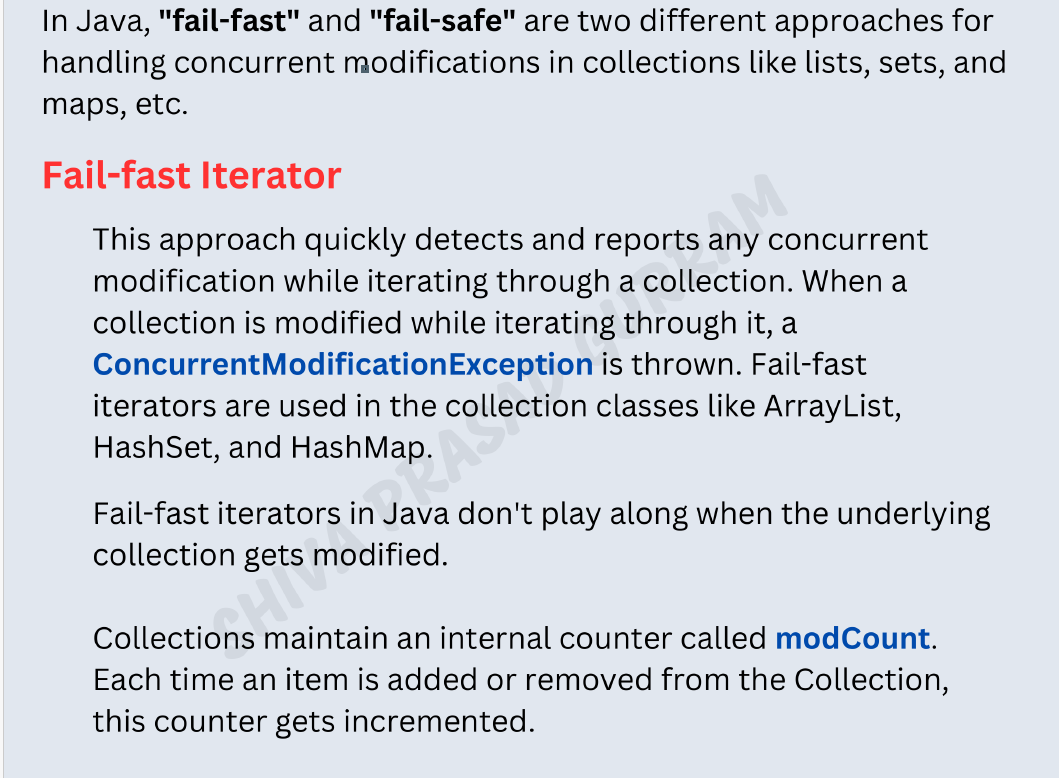 In Java, "fail-fast" and "fail-safe" are two different approaches for
handling concurrent modifications in collections like lists, sets, and
maps, etc.
Fail-fast Iterator
This approach quickly detects and reports any concurrent
modification while iterating through a collection. When a
collection is modified while iterating through it, a
ConcurrentModificationException is thrown. Fail-fast
iterators are used in the collection classes like ArrayList,
HashSet, and HashMap.
Fail-fast iterators in Java don't play along when the underlying
collection gets modified.
Collections maintain an internal counter called modCount.
Each time an item is added or removed from the Collection,
this counter gets incremented.
SHIVA PRASAD GURRAM